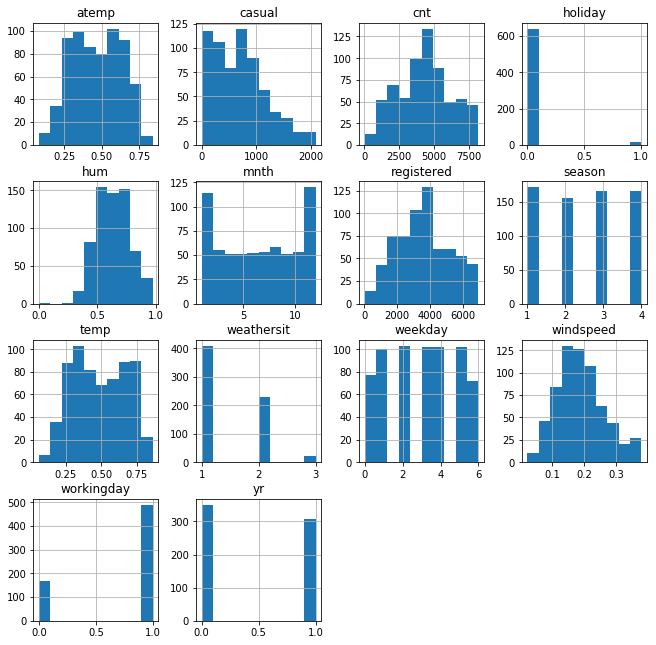 atemp
100
80
60
40
20
0
0.25 0.50 0.75
casual
125
100
75
50
25
0
0 1000 2000
cnt
125
100
75
50
25
0
0 2500 5000 7500
holiday
600
400
200
0
0.0 0.5 1.0
hum
150
100
50
0
0.0 0.5 1.0
mnth
125
100
75
50
25
0
5 10
registered
125
100
75
50
25
0
0 2000 4000 6000
season
150
100
50
0
1 2 3 4
temp
100
80
60
40
20
0
0.25 0.50 0.75
weathersit
400
300
200
100
0
1 2 3
weekday
100
80
60
40
20
0
0 2 4 6
windspeed
125
100
75
50
25
0
0.1 0.2 0.3
workingday
500
400
300
200
100
0
0.0 0.5 1.0
yr
300
200
100
0
0.0 0.5 1.0